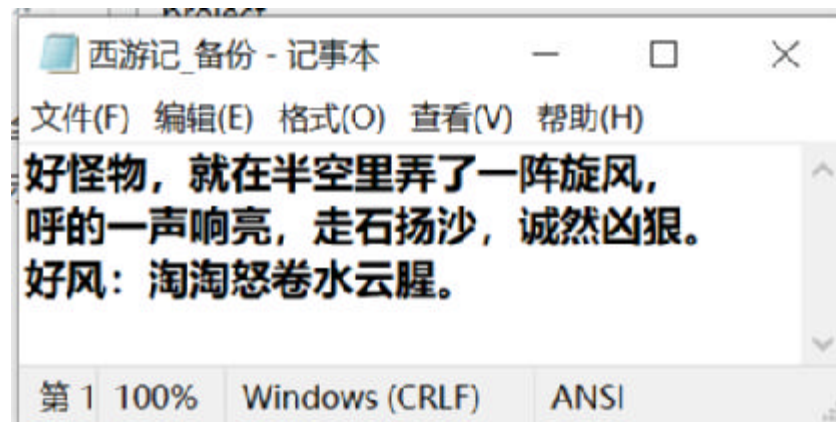 project
西游记_备份 - 记事本
文件(F) 编辑(E) 格式(O) 查看(V) 帮助(H)
好怪物，就在半空里弄了一阵旋风，
呼的一声响亮，走石扬沙，诚然凶狠。
好风：淘淘怒卷水云腥。
第 1 100% Windows (CRLF) ANSI